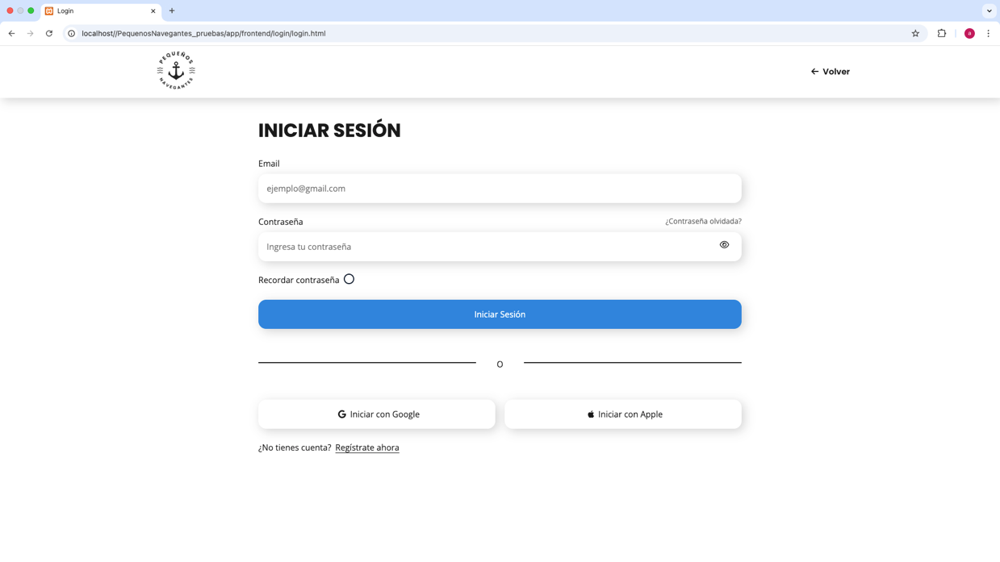 Login
localhost//PequenosNavegantes_pruebas/app/frontend/login/login.html
a
PEQUEÑOS
NAVEGANTES
← Volver
INICIAR SESIÓN
Email
ejemplo@gmail.com
Contraseña ¿Contraseña olvidada?
Ingresa tu contraseña
Recordar contraseña
Iniciar Sesión
O
Iniciar con Google Iniciar con Apple
¿No tienes cuenta? Regístrate ahora